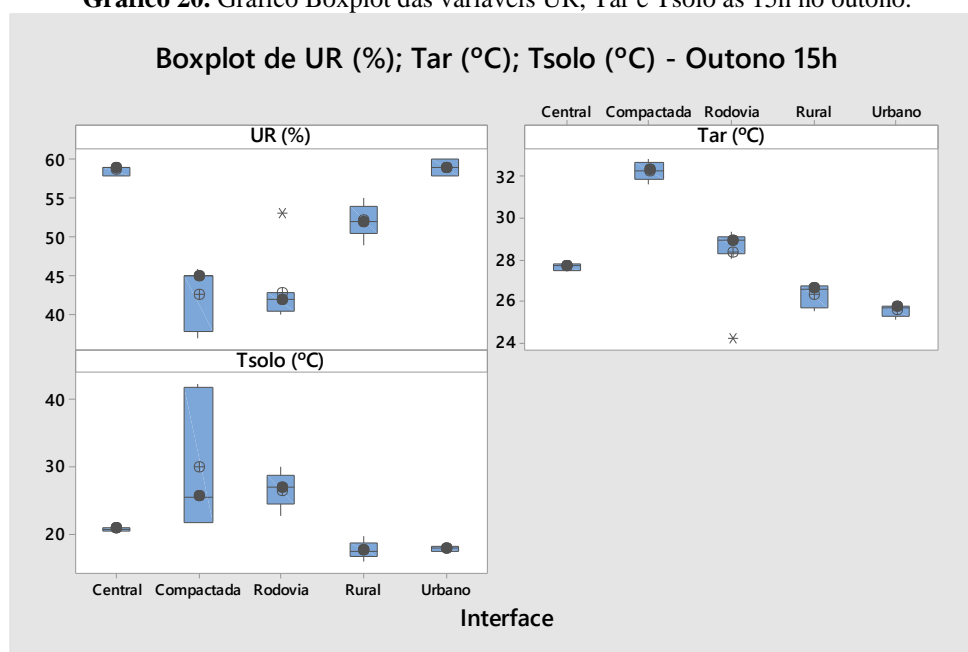 Gráfico 20. Gráfico Boxplot das variáveis UR, Tar e Tsolo às 15h no outono.
Boxplot de UR (%); Tar (ºC); Tsolo (ºC) - Outono 15h
Central Compactada Rodovia Rural Urbano
UR (%)
Tar (ºC)
60
55
50
45
40
32
30
28
26
24
Tsolo (ºC)
40
30
20
Central Compactada Rodovia Rural Urbano
Interface